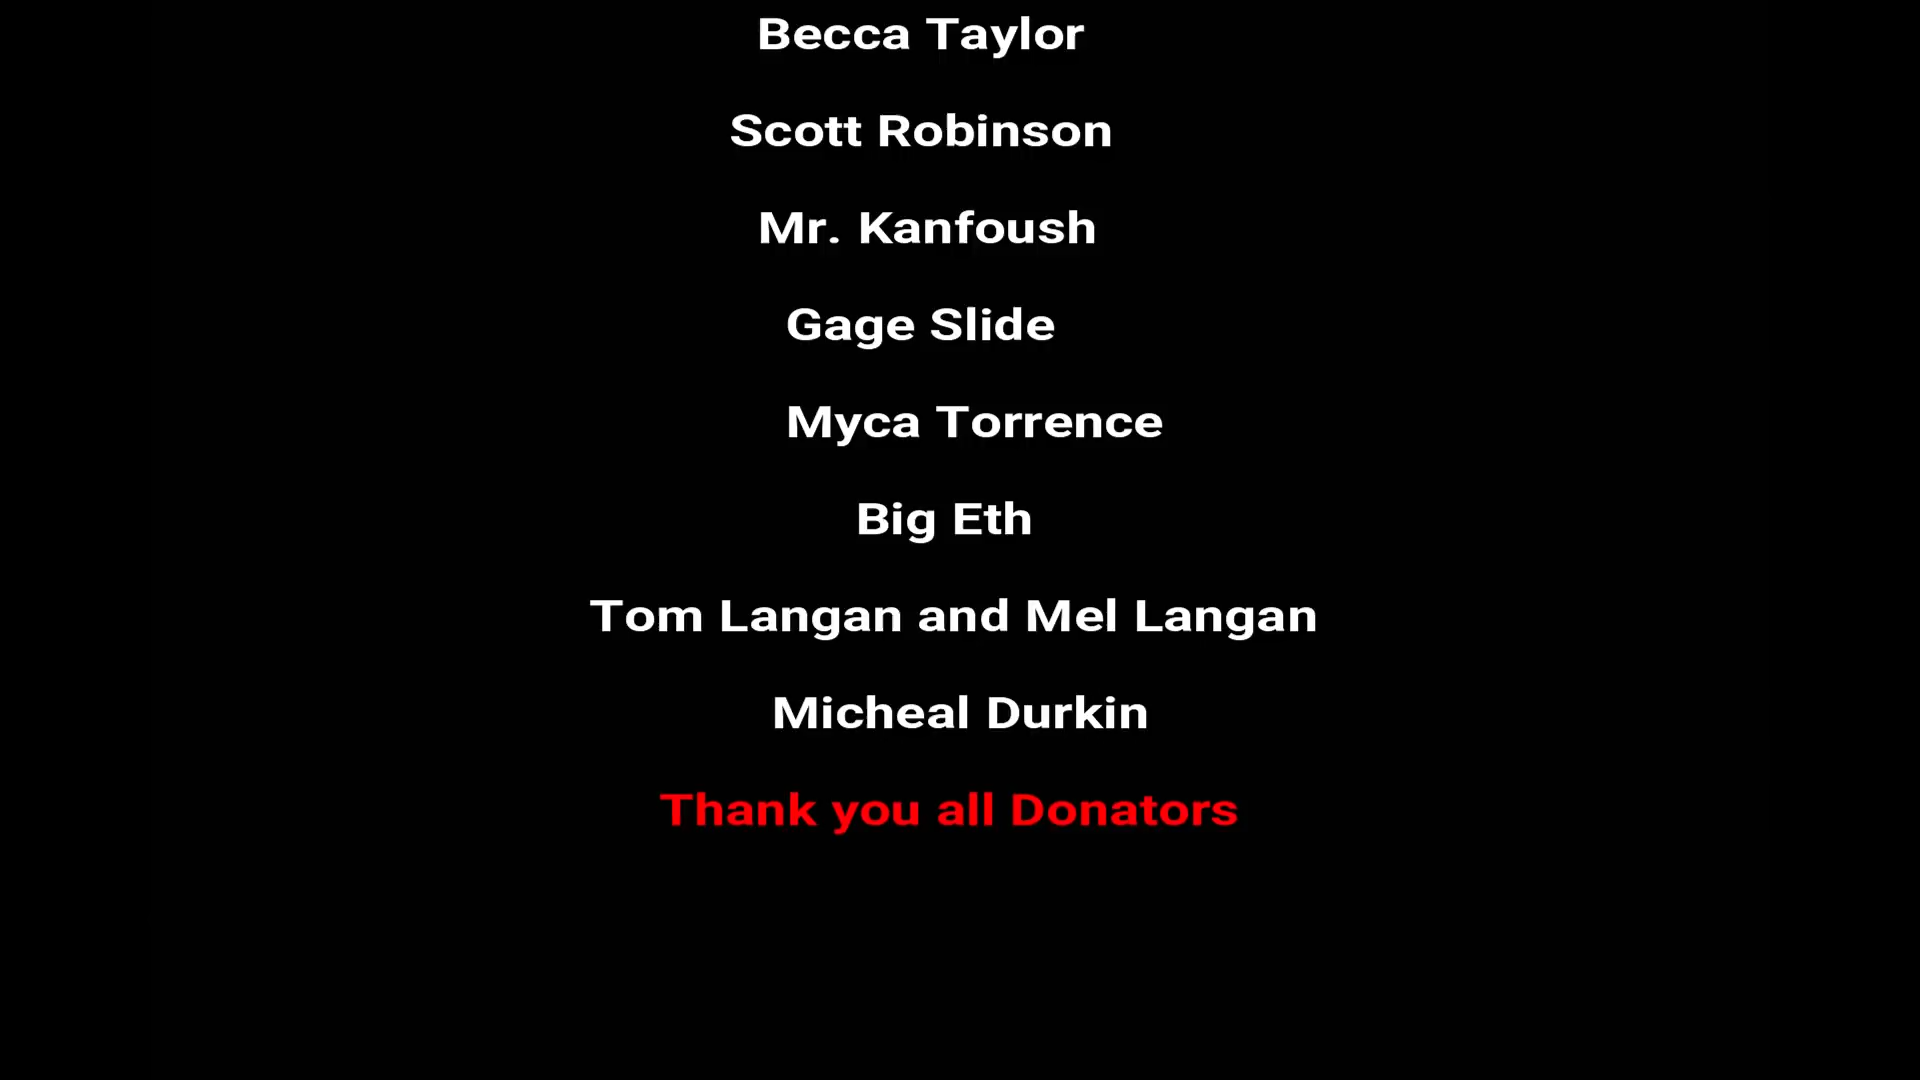 Becca Taylor
Scott Robinson
Mr. Kanfoush
Gage Slide
Myca Torrence
Big Eth
Tom Langan and Mel Langan
Micheal Durkin
Thank you all Donators